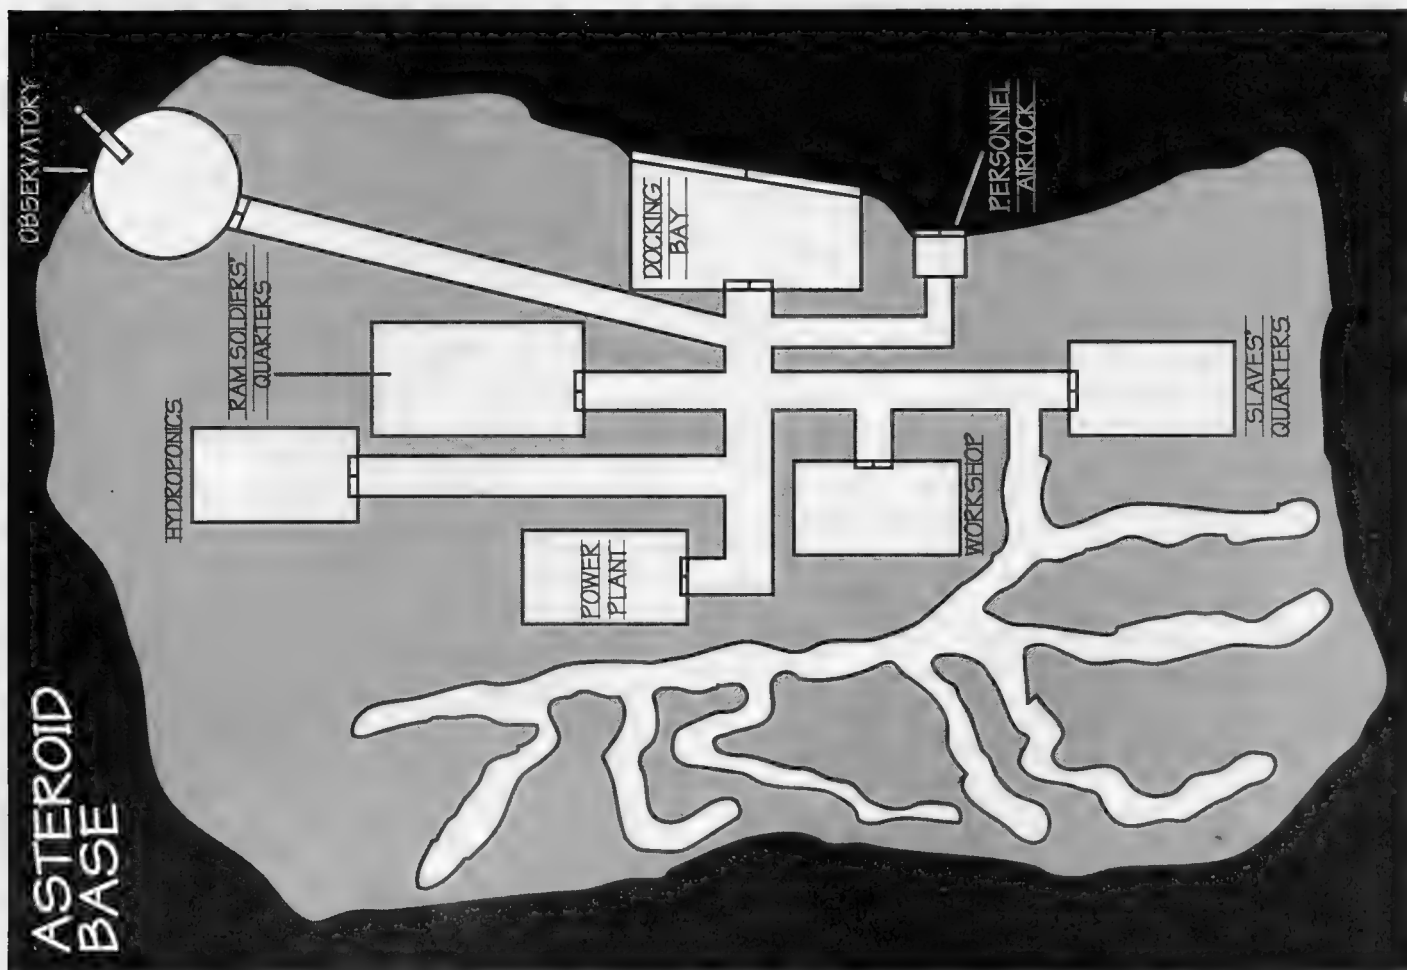 ASTEROID
BASE
OBSERVATORY
RAM SOLDIERS'
QUARTERS
HYDROPONICS
DOCKING
BAY
PERSONNEL
AIRLOCK
SLAVES'
QUARTERS
WORKSHOP
POWER
PLANT